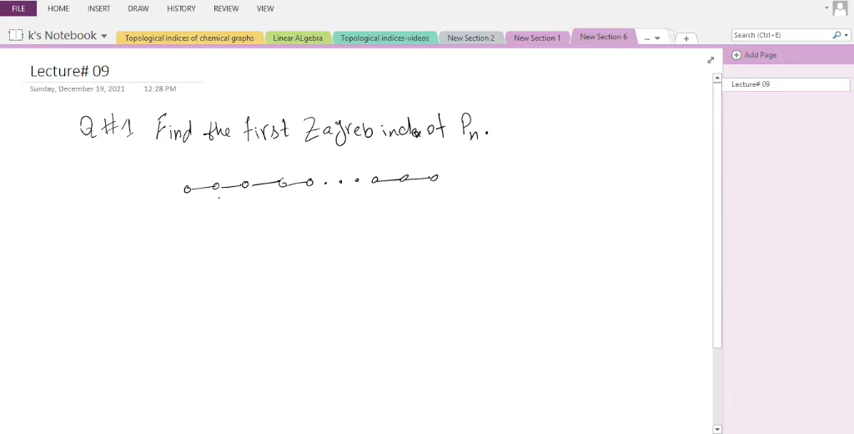 FILE HOME INSERT DRAW HISTORY REVIEW VIEW
k's Notebook Topological indices of chemical graphs Linear ALgebra Topological indices-videos New Section 2 New Section 1 New Section 6 Search (Ctrl+E)
Add Page
Lecture# 09
Lecture# 09
Sunday, December 19, 2021 12:28 PM
Q #1 Find the first Zagreb index of Pn.